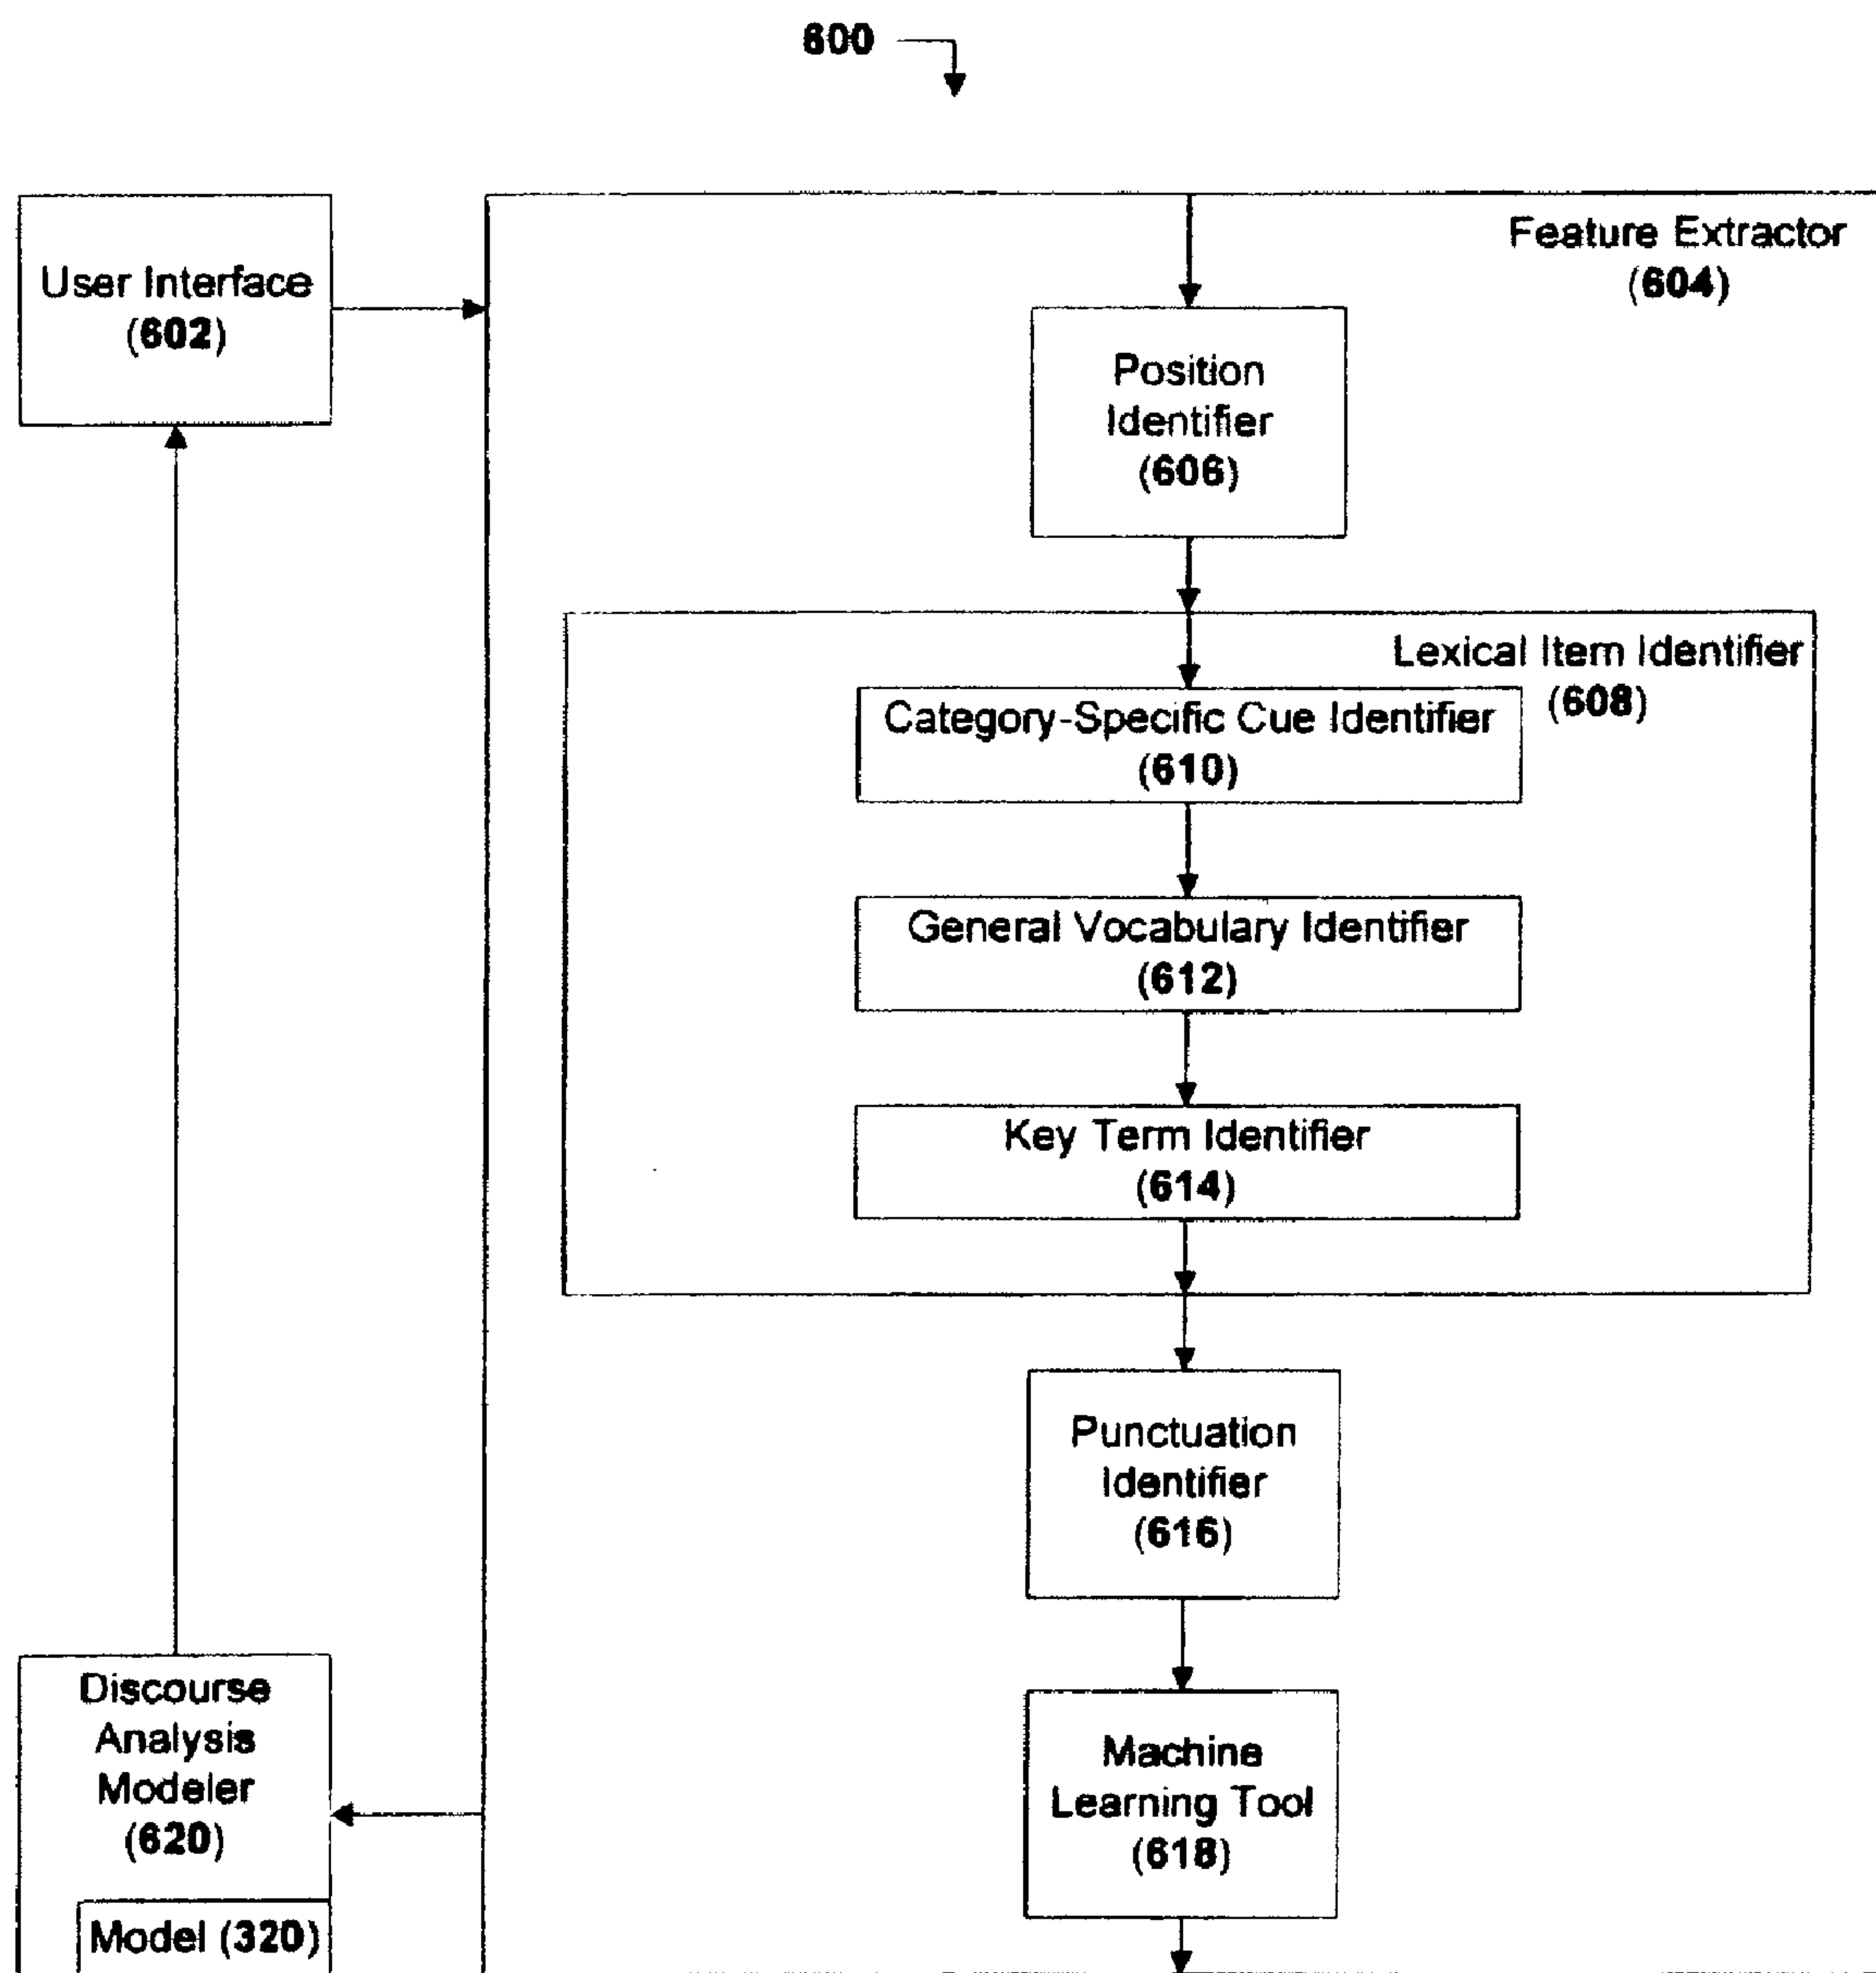 600
User Interface
(602)
Feature Extractor
(604)
Position
Identifier
(606)
Lexical Item Identifier
(608)
Category-Specific Cue Identifier
(610)
General Vocabulary Identifier
(612)
Key Term Identifier
(614)
Punctuation
Identifier
(616)
Machine
Learning Tool
(618)
Discourse
Analysis
Modeler
(620)
Model (320)